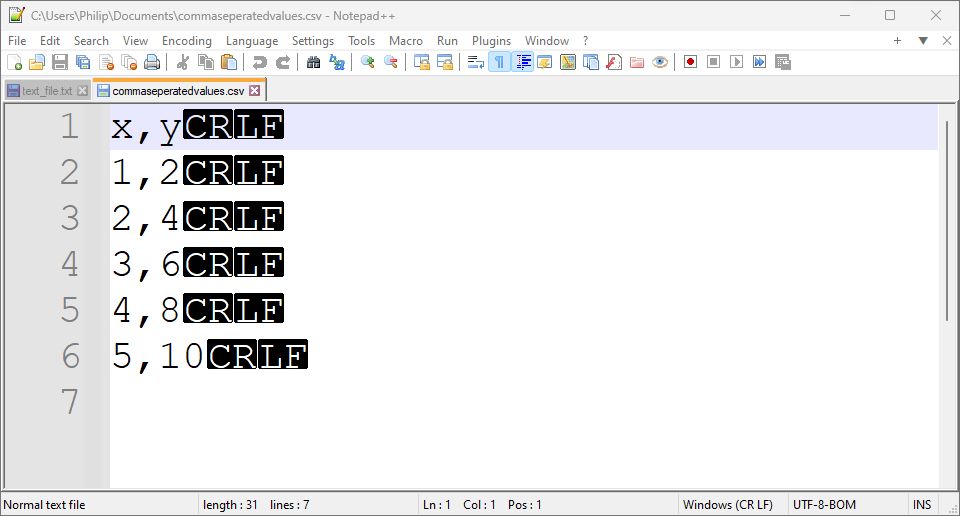 C:\Users\Philip\Documents\commaseperatedvalues.csv - Notepad++
File Edit Search View Encoding Language Settings Tools Macro Run Plugins Window ?
text_file.txt commaseperatedvalues.csv
1 x,yCRLF
2 1,2CRLF
3 2,4CRLF
4 3,6CRLF
5 4,8CRLF
6 5,10CRLF
7
Normal text file length : 31 lines : 7 Ln : 1 Col : 1 Pos : 1 Windows (CR LF) UTF-8-BOM INS